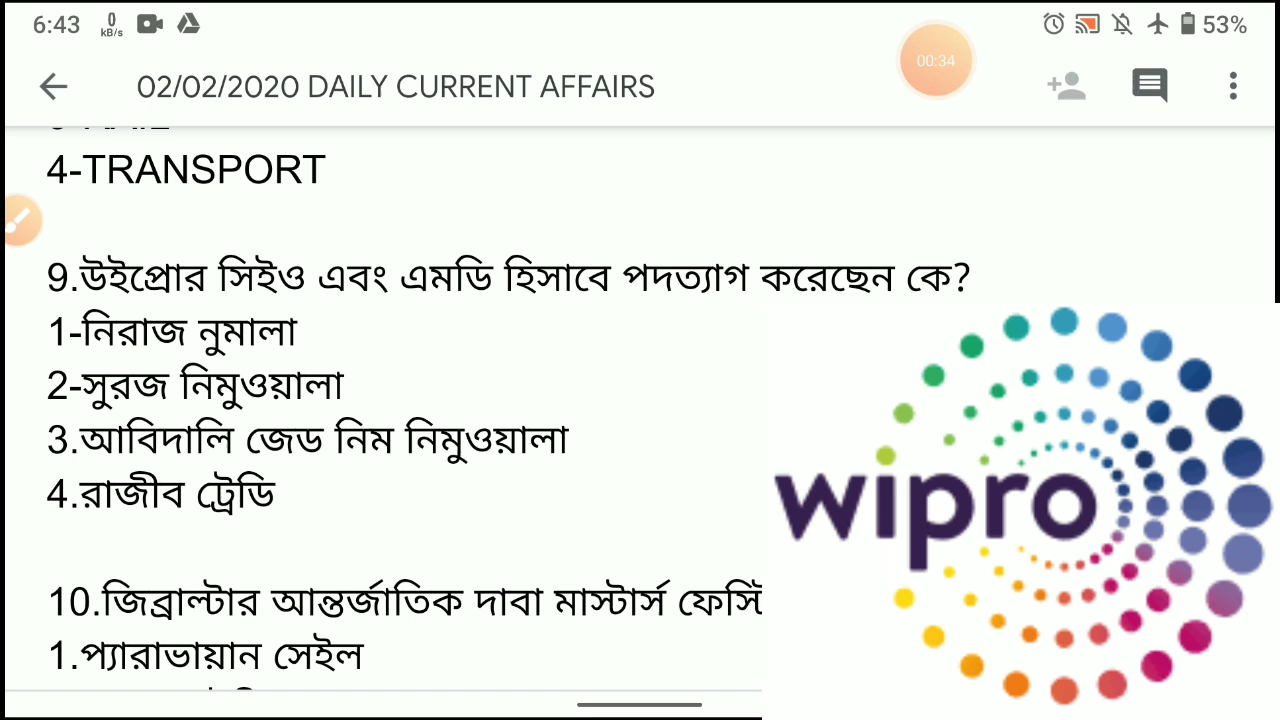 6:43 0 kB/s 53%
02/02/2020 DAILY CURRENT AFFAIRS
00:34
4-TRANSPORT
9.উইপ্রোর সিইও এবং এমডি হিসাবে পদত্যাগ করেছেন কে?
1-নিরাজ নুমালা
2-সুরজ নিমুওয়ালা
3.আবিদালি জেড নিম নিমুওয়ালা
4.রাজীব ট্রেডি
wipro
10.জিব্রাল্টার আন্তর্জাতিক দাবা মাস্টার্স ফেস্টি
1.প্যারাভায়ান সেইল